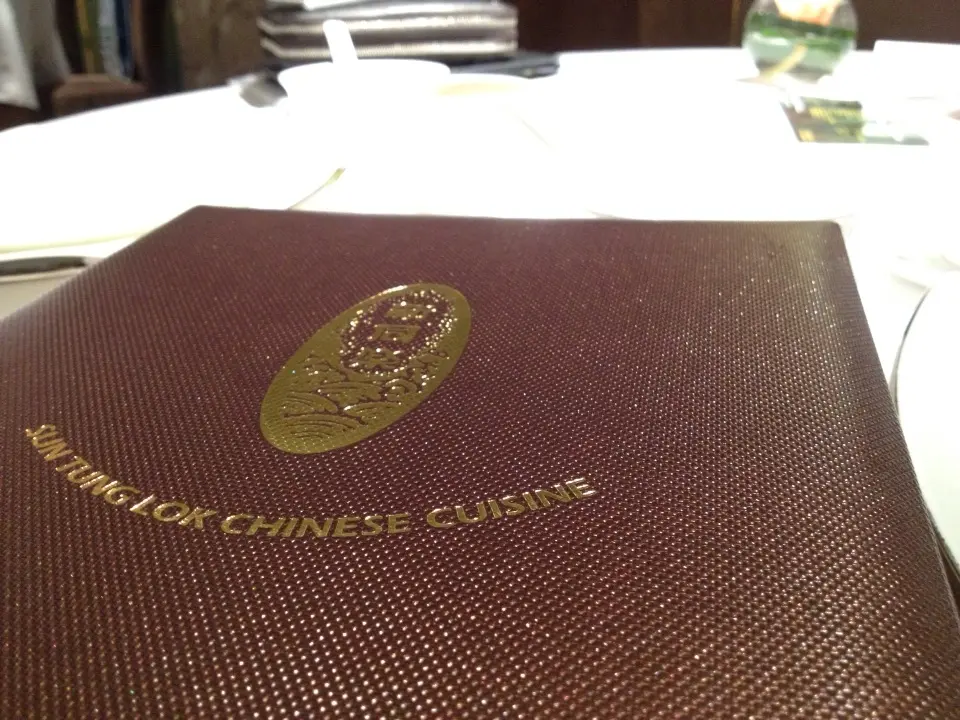 SUN TUNG LOK CHINESE CUISINE